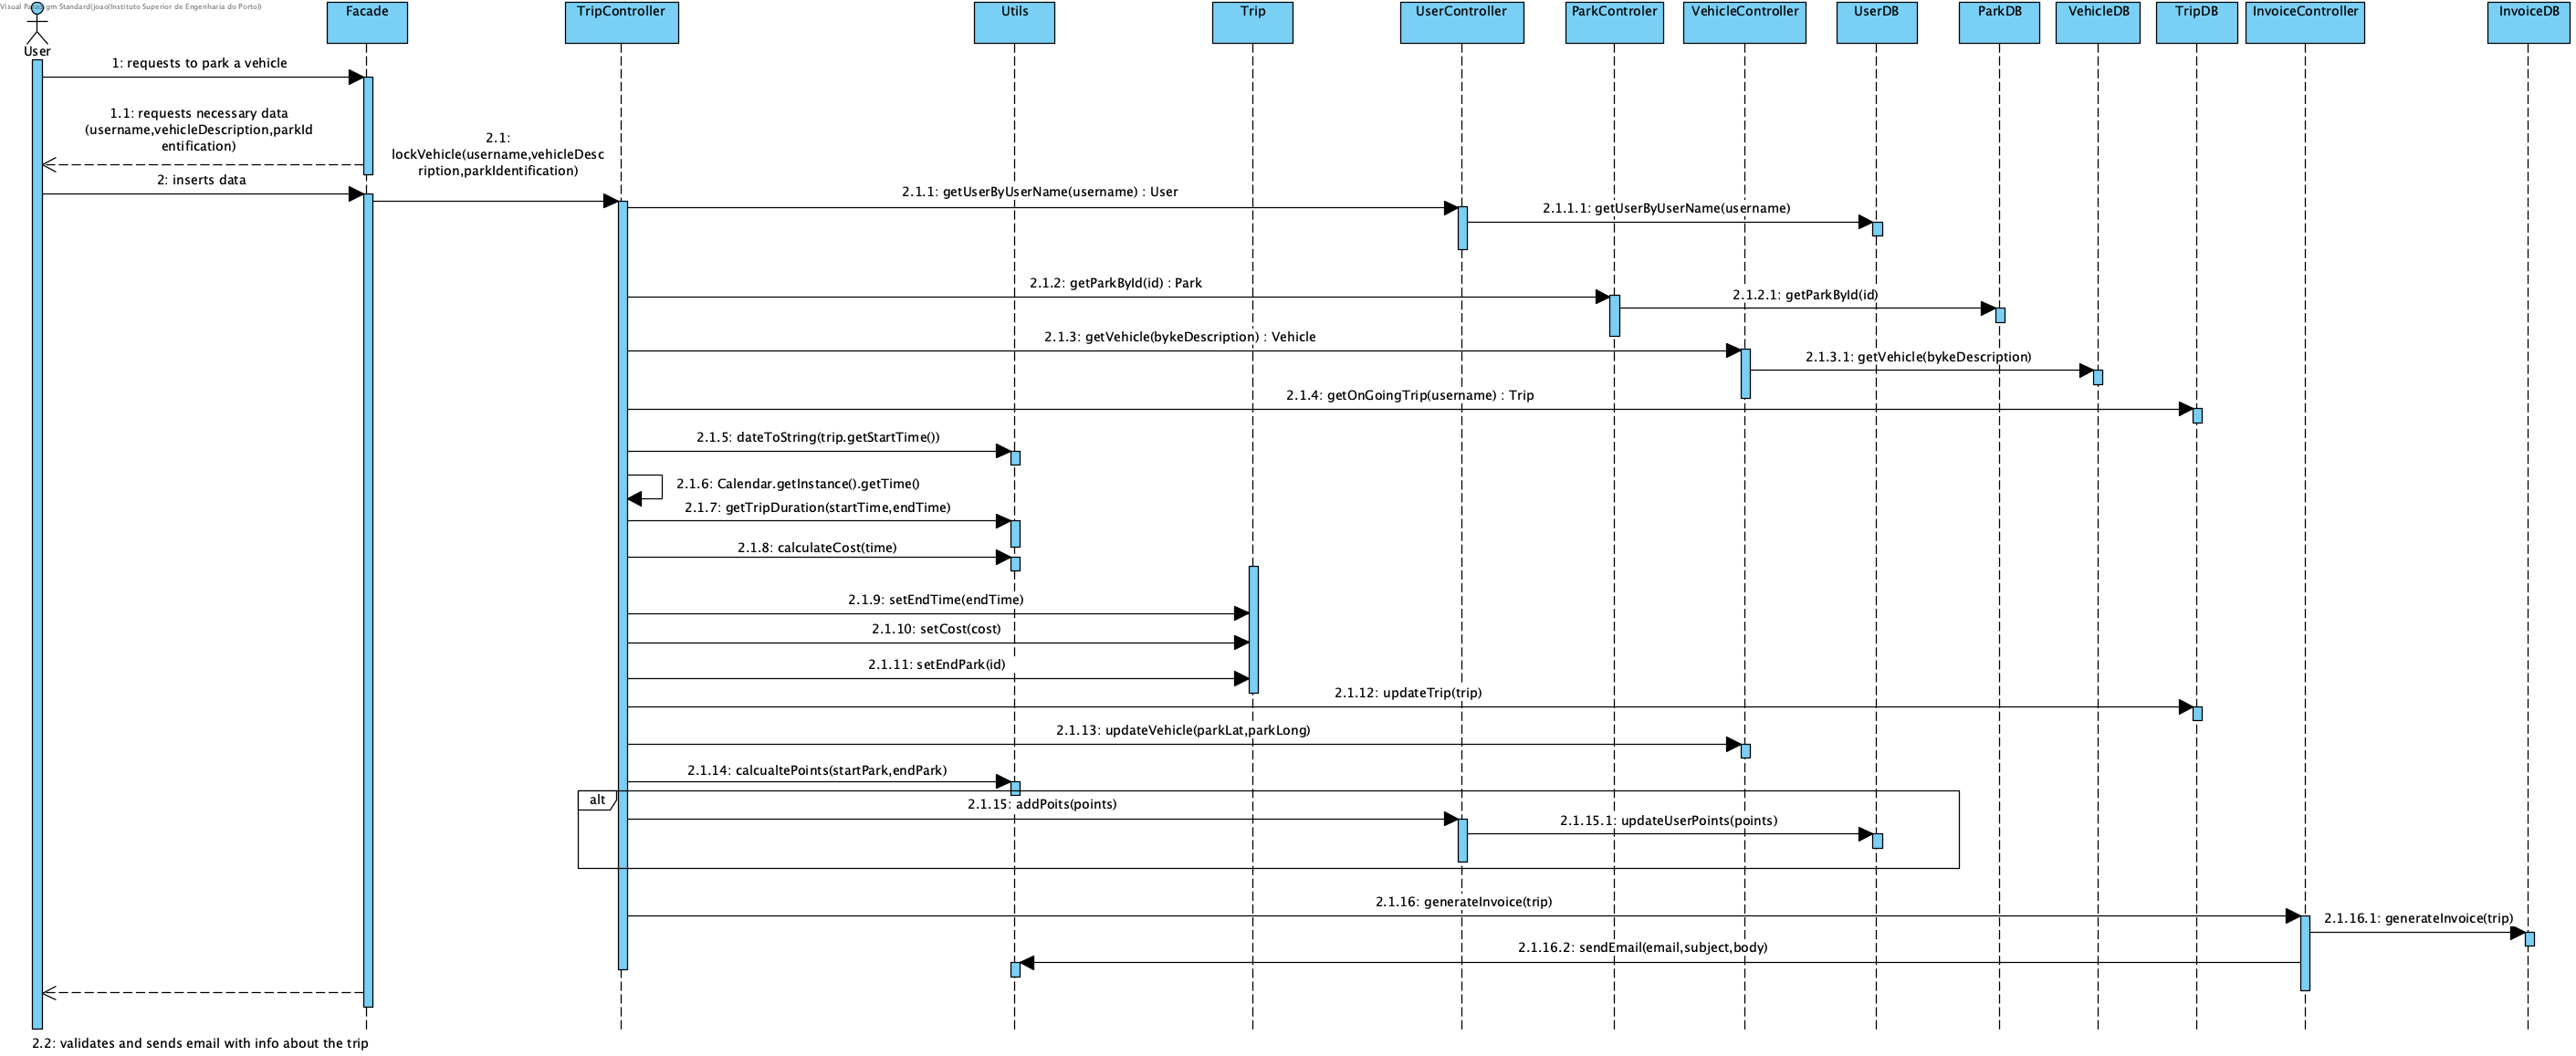 Visual Paradigm Standard(joao(Instituto Superior de Engenharia do Porto))
User
Facade
TripController
Utils
Trip
UserController
ParkControler
VehicleController
UserDB
ParkDB
VehicleDB
TripDB
InvoiceController
InvoiceDB
1: requests to park a vehicle
1.1: requests necessary data
(username,vehicleDescription,parkId
entification)
2: inserts data
2.1:
lockVehicle(username,vehicleDesc
ription,parkIdentification)
2.1.1: getUserByUserName(username) : User
2.1.1.1: getUserByUserName(username)
2.1.2: getParkById(id) : Park
2.1.2.1: getParkById(id)
2.1.3: getVehicle(bykeDescription) : Vehicle
2.1.3.1: getVehicle(bykeDescription)
2.1.4: getOnGoingTrip(username) : Trip
2.1.5: dateToString(trip.getStartTime())
2.1.6: Calendar.getInstance().getTime()
2.1.7: getTripDuration(startTime,endTime)
2.1.8: calculateCost(time)
2.1.9: setEndTime(endTime)
2.1.10: setCost(cost)
2.1.11: setEndPark(id)
2.1.12: updateTrip(trip)
2.1.13: updateVehicle(parkLat,parkLong)
2.1.14: calcualtePoints(startPark,endPark)
alt
2.1.15: addPoits(points)
2.1.15.1: updateUserPoints(points)
2.1.16: generateInvoice(trip)
2.1.16.1: generateInvoice(trip)
2.1.16.2: sendEmail(email,subject,body)
2.2: validates and sends email with info about the trip